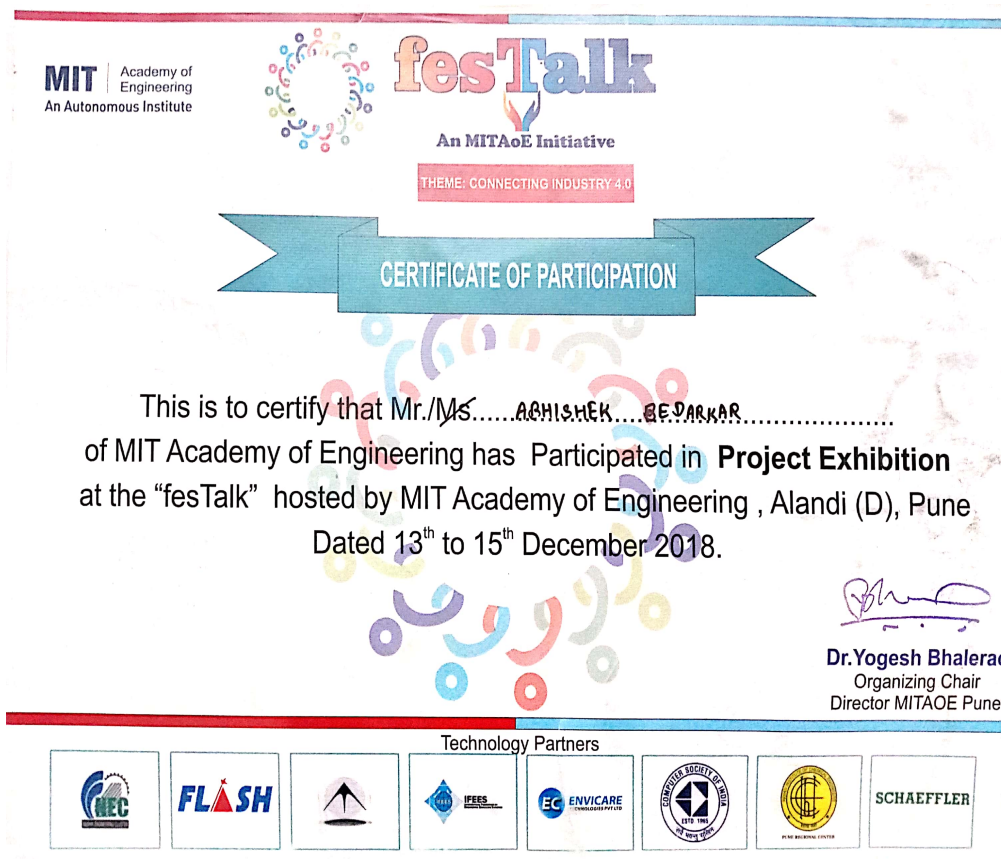 MIT Academy of
Engineering
An Autonomous Institute
fesTalk
An MITAoE Initiative
THEME: CONNECTING INDUSTRY 4.0
CERTIFICATE OF PARTICIPATION
This is to certify that Mr./Ms......ABHISHEK....BEDARKAR......................
of MIT Academy of Engineering has Participated in Project Exhibition
at the “fesTalk” hosted by MIT Academy of Engineering , Alandi (D), Pune
Dated 13th to 15th December 2018.
Dr.Yogesh Bhalerao
Organizing Chair
Director MITAOE Pune
Technology Partners
FLASH
IFEES
EC ENVICARE
TECHNOLOGIES PVT LTD
COMPUTER SOCIETY OF INDIA
ESTD 1965
PUNE REGIONAL CENTER
SCHAEFFLER